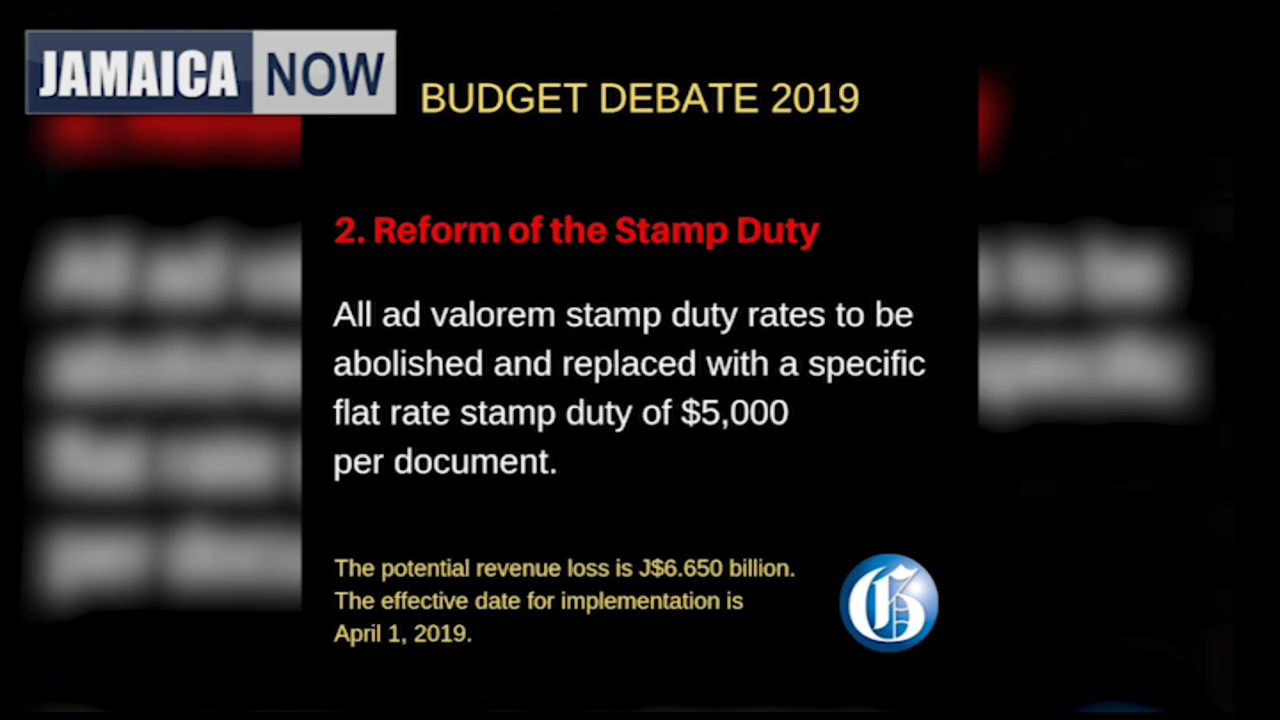 JAMAICA NOW
BUDGET DEBATE 2019
2. Reform of the Stamp Duty
All ad valorem stamp duty rates to be
abolished and replaced with a specific
flat rate stamp duty of $5,000
per document.
The potential revenue loss is J$6.650 billion.
The effective date for implementation is
April 1, 2019.
G